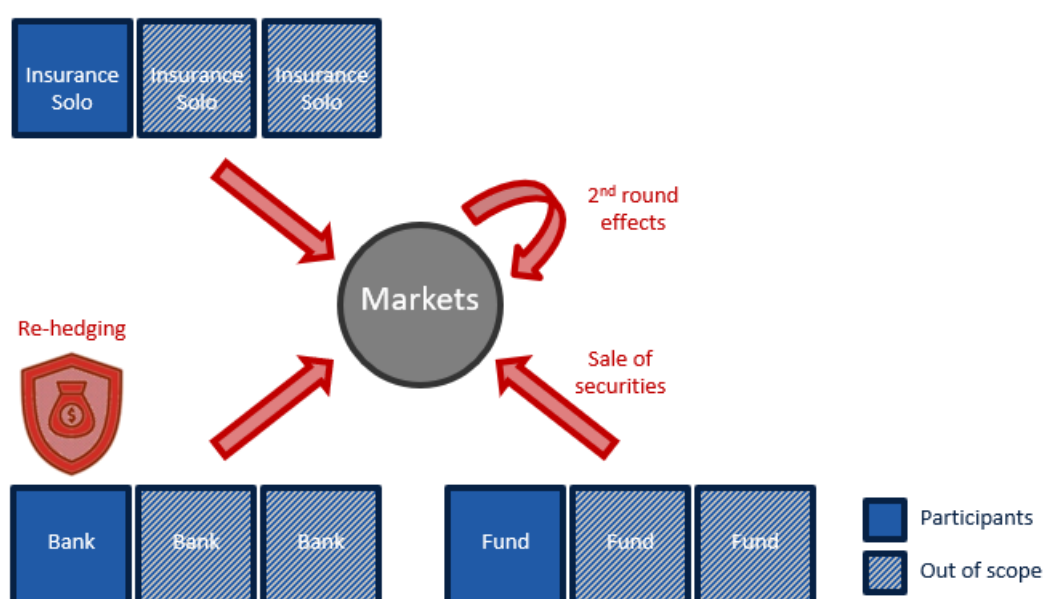 Insurance
Solo
Insurance
Solo
Insurance
Solo
2nd round
effects
Markets
Re-hedging
$
Sale of
securities
Bank
Bank
Bank
Fund
Fund
Fund
Participants
Out of scope